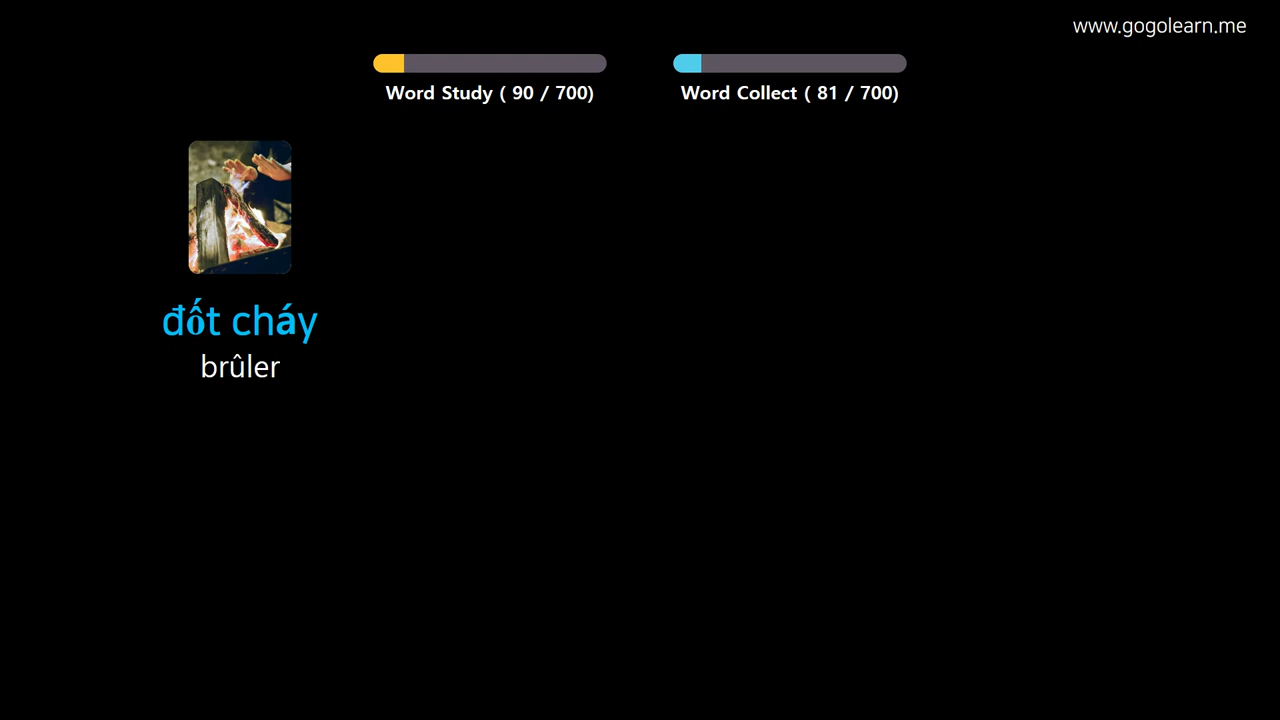 www.gogolearn.me
Word Study ( 90 / 700)
Word Collect ( 81 / 700)
đốt cháy
brûler